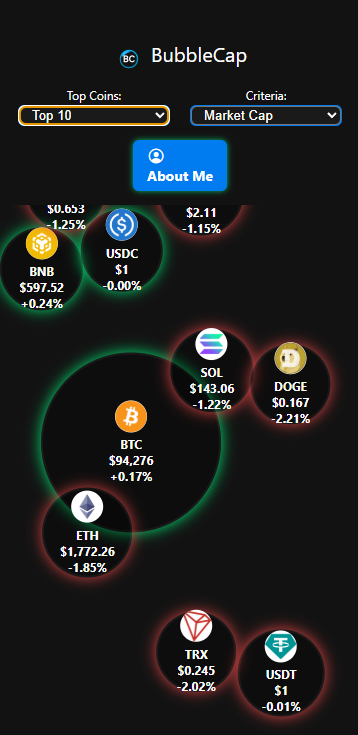 BC BubbleCap
Top Coins:
Criteria:
Top 10
Market Cap
About Me
$0.653
-1.25%
$2.11
-1.15%
BNB
$597.52
+0.24%
USDC
$1
-0.00%
SOL
$143.06
-1.22%
DOGE
$0.167
-2.21%
BTC
$94,276
+0.17%
ETH
$1,772.26
-1.85%
TRX
$0.245
-2.02%
USDT
$1
-0.01%